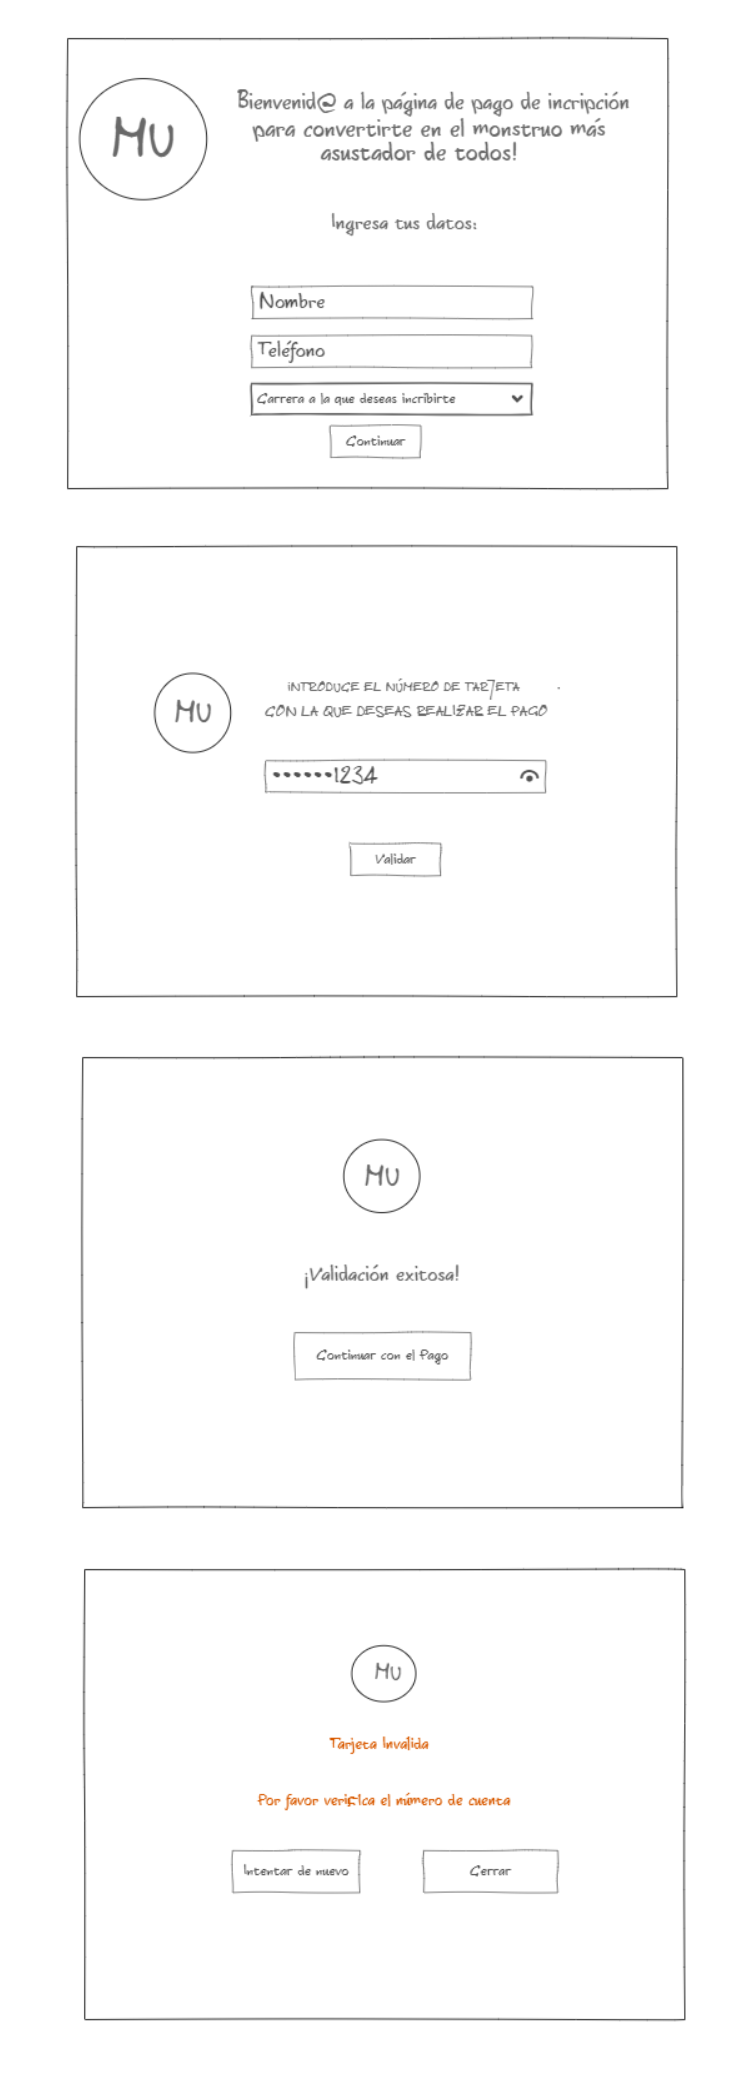 MU
Bienvenid@ a la página de pago de incripción
para convertirte en el monstruo más
asustador de todos!
Ingresa tus datos:
Nombre
Teléfono
Carrera a la que deseas incribirte
Continuar
MU
INTRODUCE EL NÚMERO DE TARJETA
CON LA QUE DESEAS REALIZAR EL PAGO
••••••1234
Validar
MU
¡Validación exitosa!
Continuar con el Pago
MU
Tarjeta Inválida
Por favor verifica el número de cuenta
Intentar de nuevo
Cerrar